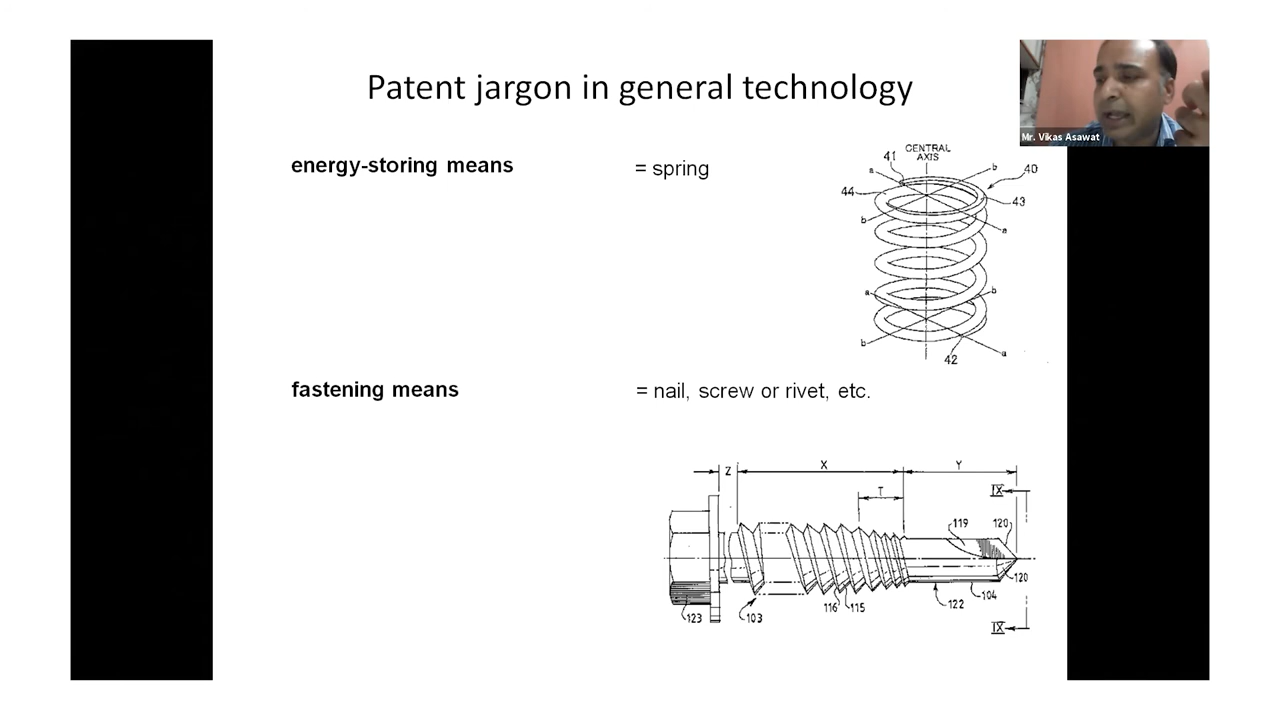 Patent jargon in general technology
Mr. Vikas Asawat
energy-storing means
= spring
CENTRAL
AXIS
41
a
b
40
44
43
b
a
a
b
b
a
42
fastening means
= nail, screw or rivet, etc.
Z
X
Y
T
IX
119
120
120
116
115
104
122
123
103
IX